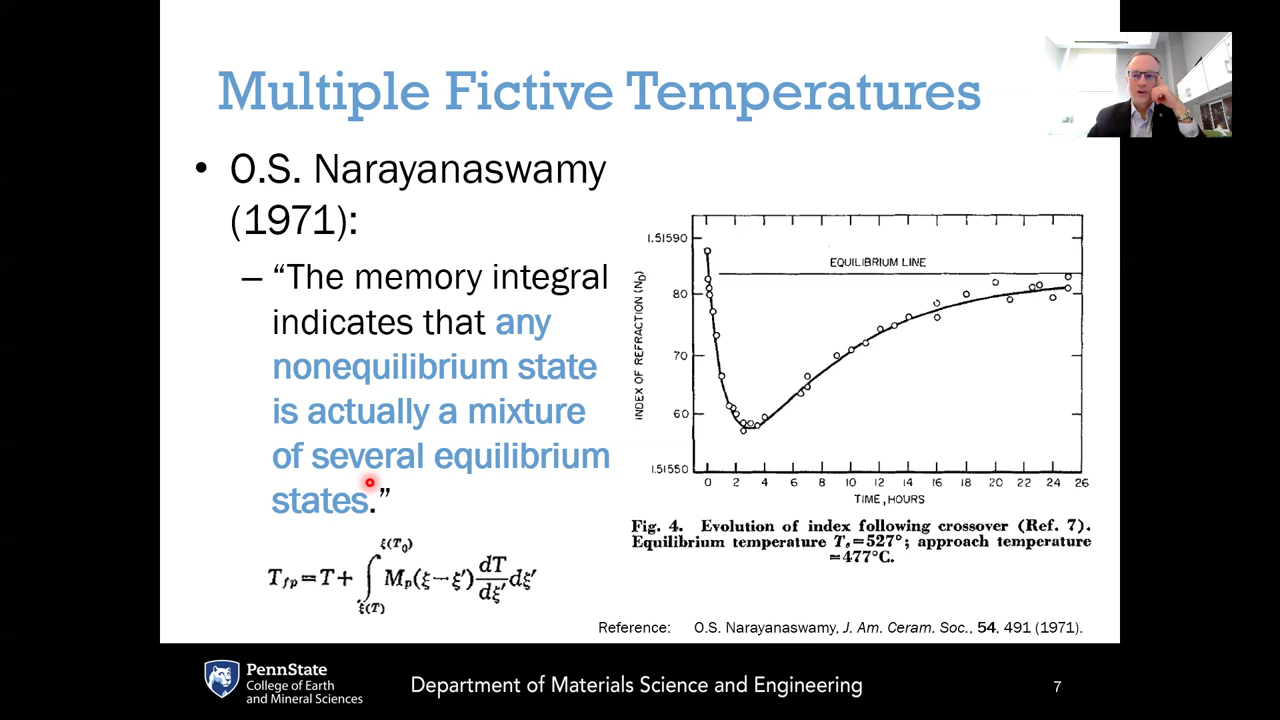 Multiple Fictive Temperatures
• O.S. Narayanaswamy
(1971):
– “The memory integral
indicates that any
nonequilibrium state
is actually a mixture
of several equilibrium
states.”
T_fp = T + ∫_{ξ(T)}^{ξ(T₀)} M_p(ξ−ξ′) dT/dξ′ dξ′
INDEX OF REFRACTION (N_D)
1.51590
80
70
60
1.51550
EQUILIBRIUM LINE
0 2 4 6 8 10 12 14 16 18 20 22 24 26
TIME, HOURS
Fig. 4. Evolution of index following crossover (Ref. 7).
Equilibrium temperature Tₑ=527°; approach temperature
=477°C.
Reference: O.S. Narayanaswamy, J. Am. Ceram. Soc., 54, 491 (1971).
PennState
College of Earth
and Mineral Sciences
Department of Materials Science and Engineering
7